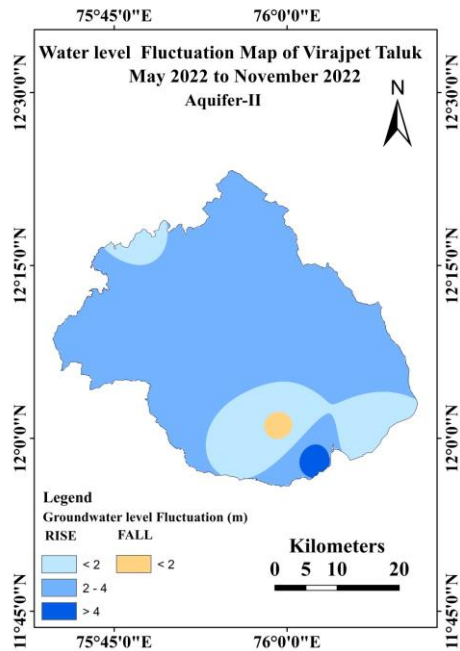 75°45'0"E 76°0'0"E
Water level Fluctuation Map of Virajpet Taluk
May 2022 to November 2022
Aquifer-II
N
12°30'0"N 12°30'0"N
12°15'0"N 12°15'0"N
12°0'0"N 12°0'0"N
Legend
Groundwater level Fluctuation (m)
RISE FALL
< 2 < 2
2 - 4
> 4
Kilometers
0 5 10 20
11°45'0"N 11°45'0"N
75°45'0"E 76°0'0"E